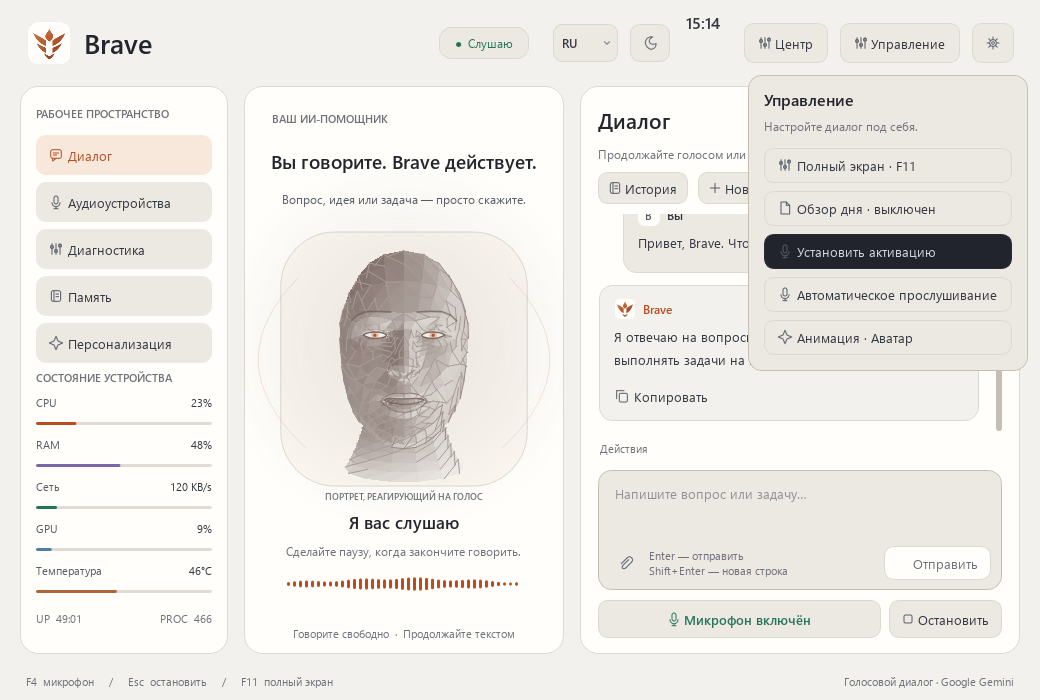 Brave
Слушаю
RU
15:14
Центр
Управление
РАБОЧЕЕ ПРОСТРАНСТВО
Диалог
Аудиоустройства
Диагностика
Память
Персонализация
СОСТОЯНИЕ УСТРОЙСТВА
CPU 23%
RAM 48%
Сеть 120 KB/s
GPU 9%
Температура 46°C
UP 49:01 PROC 466
ВАШ ИИ-ПОМОЩНИК
Вы говорите. Brave действует.
Вопрос, идея или задача — просто скажите.
ПОРТРЕТ, РЕАГИРУЮЩИЙ НА ГОЛОС
Я вас слушаю
Сделайте паузу, когда закончите говорить.
Говорите свободно · Продолжайте текстом
Диалог
Продолжайте голосом или
История
Нов
В Вы
Привет, Brave. Что
Brave
Я отвечаю на вопросы
выполнять задачи на
Копировать
Управление
Настройте диалог под себя.
Полный экран · F11
Обзор дня · выключен
Установить активацию
Автоматическое прослушивание
Анимация · Аватар
Действия
Напишите вопрос или задачу…
Enter — отправить
Shift+Enter — новая строка
Отправить
Микрофон включён
Остановить
F4 микрофон / Esc остановить / F11 полный экран
Голосовой диалог · Google Gemini